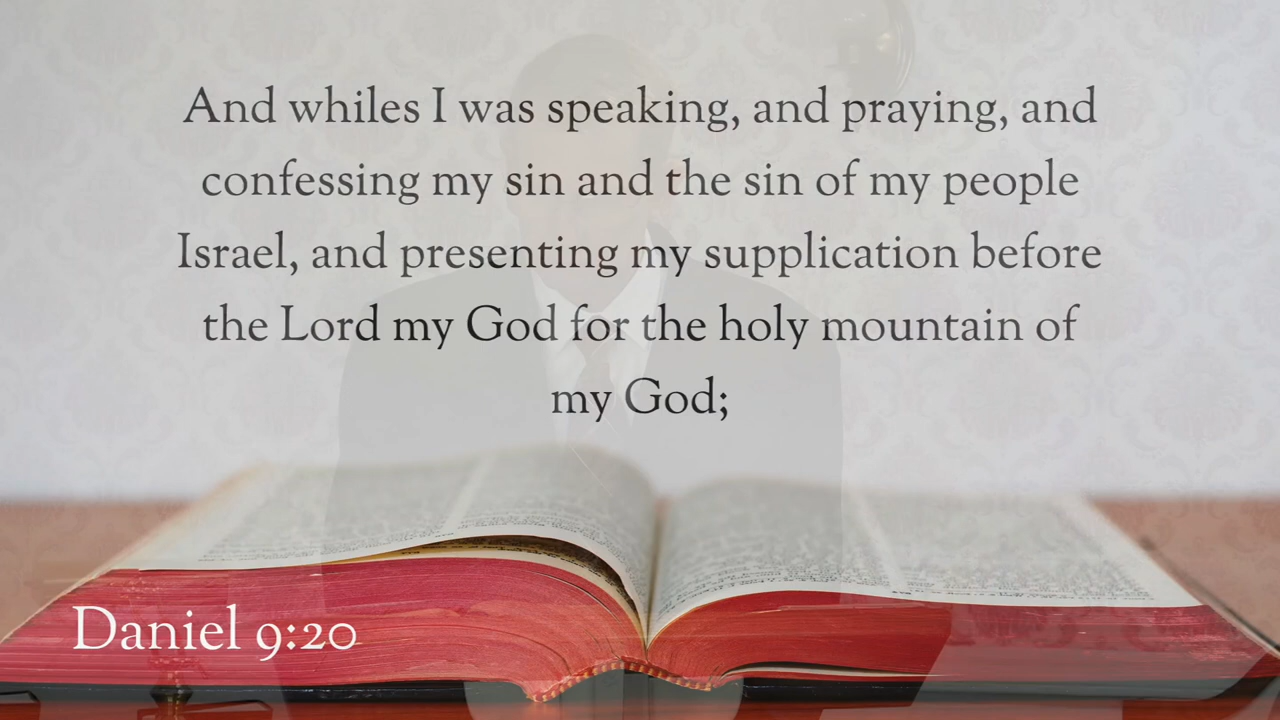 And whiles I was speaking, and praying, and
confessing my sin and the sin of my people
Israel, and presenting my supplication before
the Lord my God for the holy mountain of
my God;
Daniel 9:20